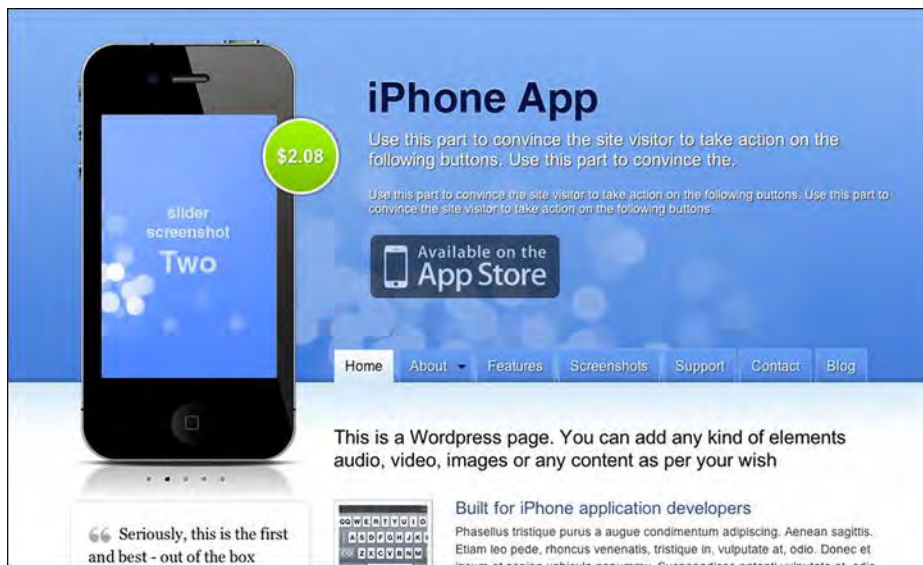 iPhone App
Use this part to convince the site visitor to take action on the
following buttons. Use this part to convince the.
Use this part to convince the site visitor to take action on the following buttons. Use this part to
convince the site visitor to take action on the following buttons.
$2.08
slider
screenshot
Two
Available on the
App Store
Home About Features Screenshots Support Contact Blog
This is a Wordpress page. You can add any kind of elements
audio, video, images or any content as per your wish
Built for iPhone application developers
Phasellus tristique purus a augue condimentum adipiscing. Aenean sagittis.
Etiam leo pede, rhoncus venenatis, tristique in, vulputate at, odio. Donec et
Seriously, this is the first
and best - out of the box
Q W E R T Y U I O
A S D F G H J K
Z X C V B N M